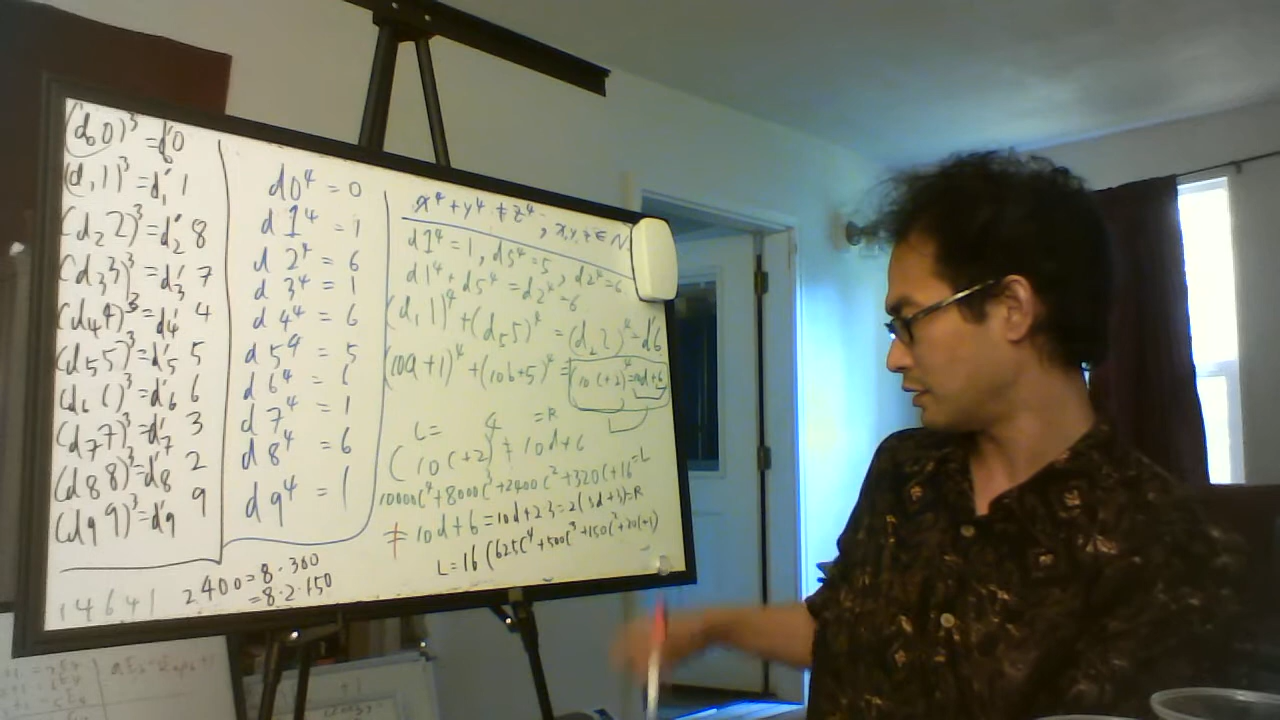 (d₀0)³ = d₀'0
(d₁1)³ = d₁'1
(d₂2)³ = d₂'8
(d₃3)³ = d₃'7
(d₄4)³ = d₄'4
(d₅5)³ = d₅'5
(d₆6)³ = d₆'6
(d₇7)³ = d₇'3
(d₈8)³ = d₈'2
(d₉9)³ = d₉'9
14641
2400 = 8·300
= 8·2·150
d0⁴ = 0
d1⁴ = 1
d2⁴ = 6
d3⁴ = 1
d4⁴ = 6
d5⁴ = 5
d6⁴ =
d7⁴ = 1
d8⁴ = 6
d9⁴ = 1
x⁴ + y⁴ ≠ z⁴, x,y,z ∈ N
d1⁴ = 1, d5⁴ = 5, d2⁴ = 6
d1⁴ + d5⁴ = d2⁴ = 6
(d₁1)⁴ + (d₅5)⁴ = (d₂2)⁴ = d'6
(10a+1)⁴ + (10b+5)⁴ = (10c+2)⁴ = 10d+6
L = 4 = R
(10c+2) ≠ 10d+6
10000c⁴ + 8000c³ + 2400c² + 320c + 16 = L
≠ 10d+6 = 10d+2·3 = 2(5d+3) = R
L = 16(625c⁴ + 500c³ + 150c² + 20c + 1)